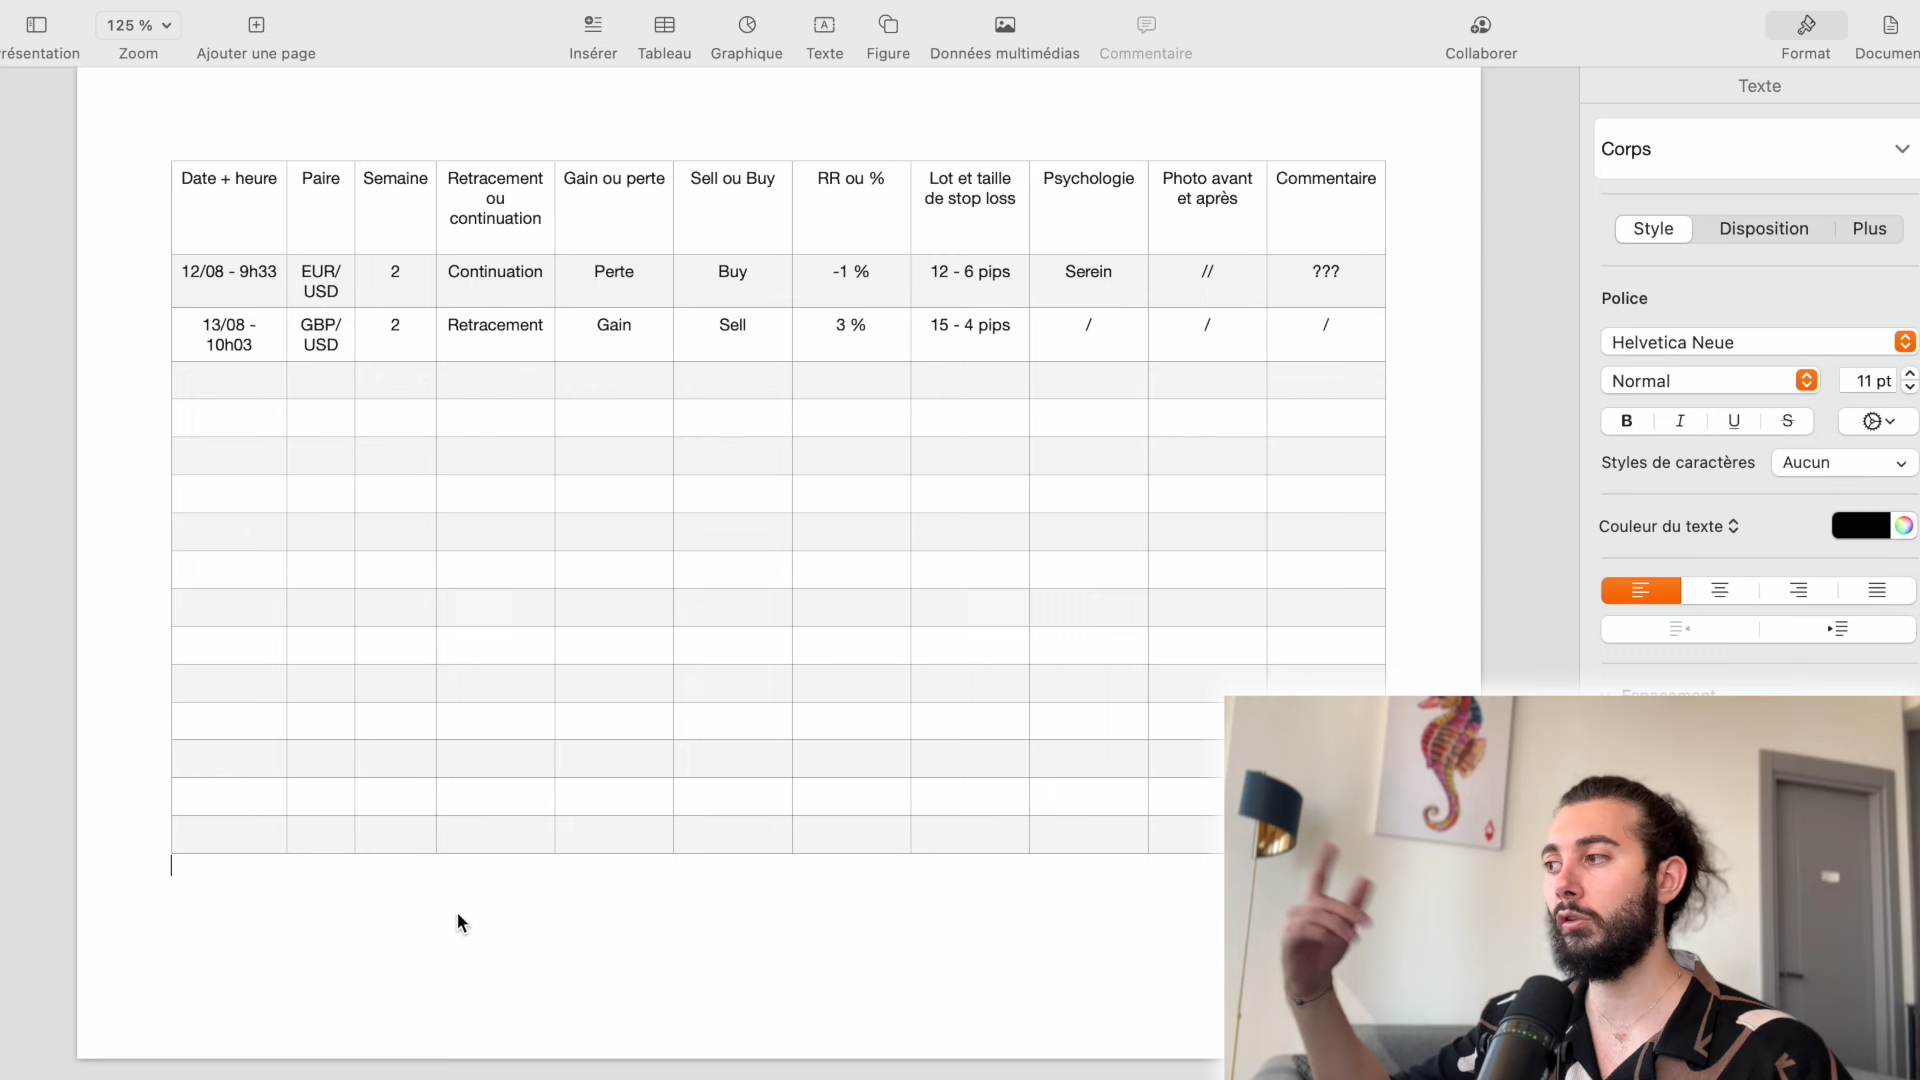 résentation
125 %
Zoom
Ajouter une page
Insérer
Tableau
Graphique
Texte
Figure
Données multimédias
Commentaire
Collaborer
Format
Documen
Texte
Corps
Style
Disposition
Plus
Police
Helvetica Neue
Normal
11 pt
B I U S
Styles de caractères
Aucun
Couleur du texte
Espacement
Date + heure
Paire
Semaine
Retracement
ou
continuation
Gain ou perte
Sell ou Buy
RR ou %
Lot et taille
de stop loss
Psychologie
Photo avant
et après
Commentaire
12/08 - 9h33
EUR/
USD
2
Continuation
Perte
Buy
-1 %
12 - 6 pips
Serein
//
???
13/08 -
10h03
GBP/
USD
2
Retracement
Gain
Sell
3 %
15 - 4 pips
/
/
/